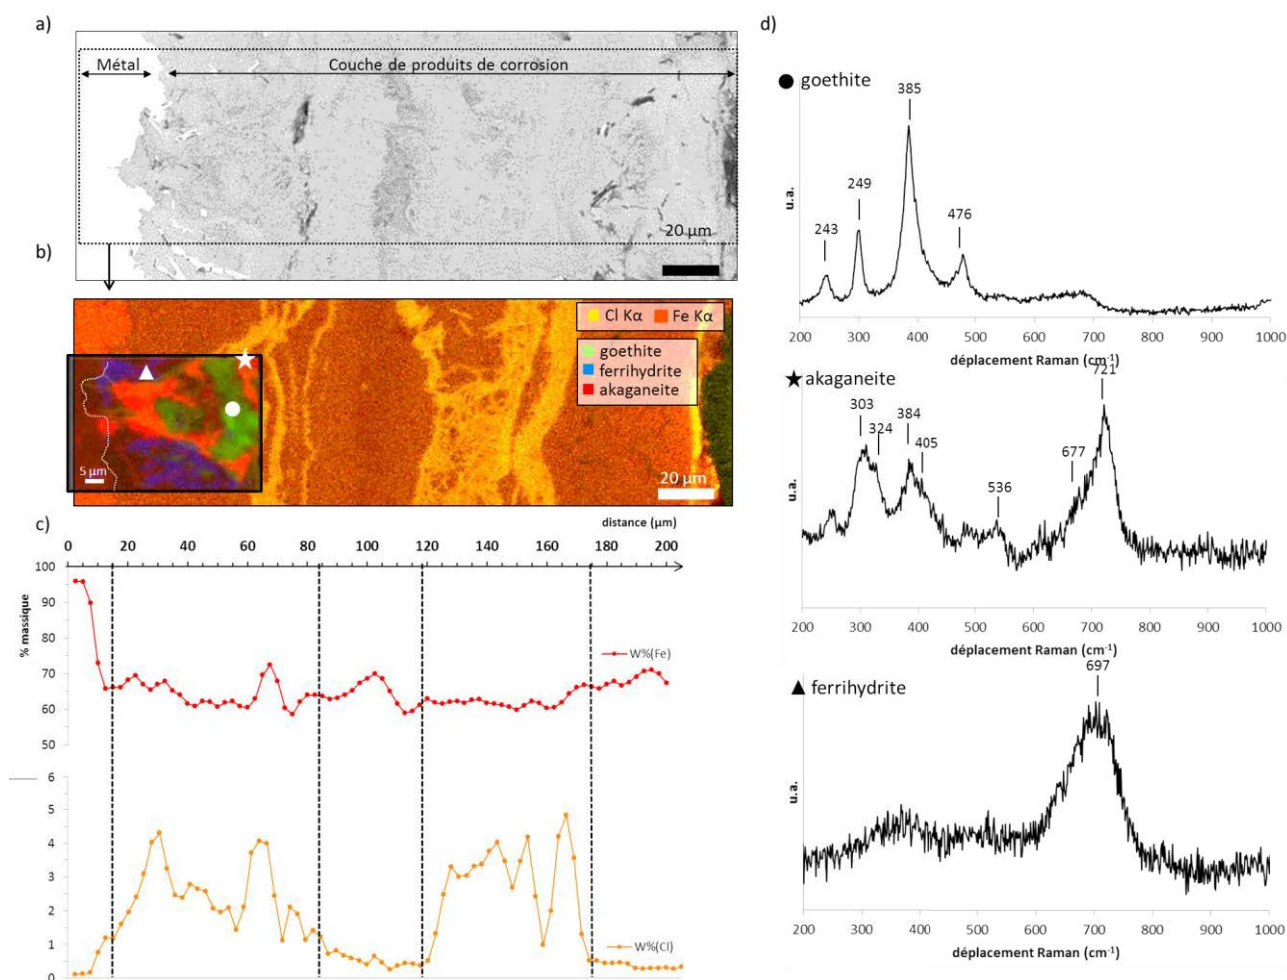 a)
Métal
Couche de produits de corrosion
20 µm
b)
Cl Kα Fe Kα
goethite
ferrihydrite
akaganeite
5 µm
20 µm
c)
distance (µm)
0 20 40 60 80 100 120 140 160 180 200
100
90
80
70
60
50
% massique
W%(Fe)
6
5
4
3
2
1
0
W%(Cl)
d)
goethite
385
249
243
476
u.a.
200 300 400 500 600 700 800 900 1000
déplacement Raman (cm-1)
akaganeite
721
303
324
384
405
677
536
u.a.
200 300 400 500 600 700 800 900 1000
déplacement Raman (cm-1)
ferrihydrite
697
u.a.
200 300 400 500 600 700 800 900 1000
déplacement Raman (cm-1)